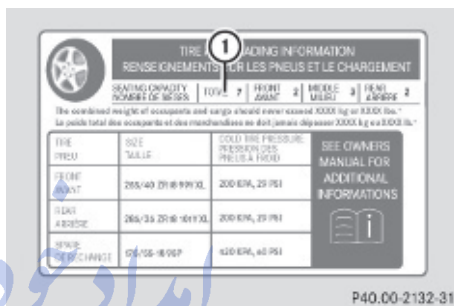 1
TIRE AND LOADING INFORMATION
RENSEIGNEMENTS SUR LES PNEUS ET LE CHARGEMENT
SEATING CAPACITY TOTAL 7 FRONT 2 MIDDLE 3 REAR 2
NOMBRE DE SIEGES AVANT MILIEU ARRIERE
The combined weight of occupants and cargo should never exceed XXXX kg or XXXX lbs.
Le poids total des occupants et des marchandises ne doit jamais dépasser XXXX kg ou XXXX lb.
TIRE SIZE COLD TIRE PRESSURE
PNEU TAILLE PRESSION DES
PNEUS A FROID
SEE OWNERS
MANUAL FOR
ADDITIONAL
INFORMATIONS
FRONT
AVANT 200 KPA, 29 PSI
REAR
ARRIERE 200 KPA, 29 PSI
SPARE
DE RECHANGE 420 KPA, 60 PSI
P40.00-2132-31
امداد خود